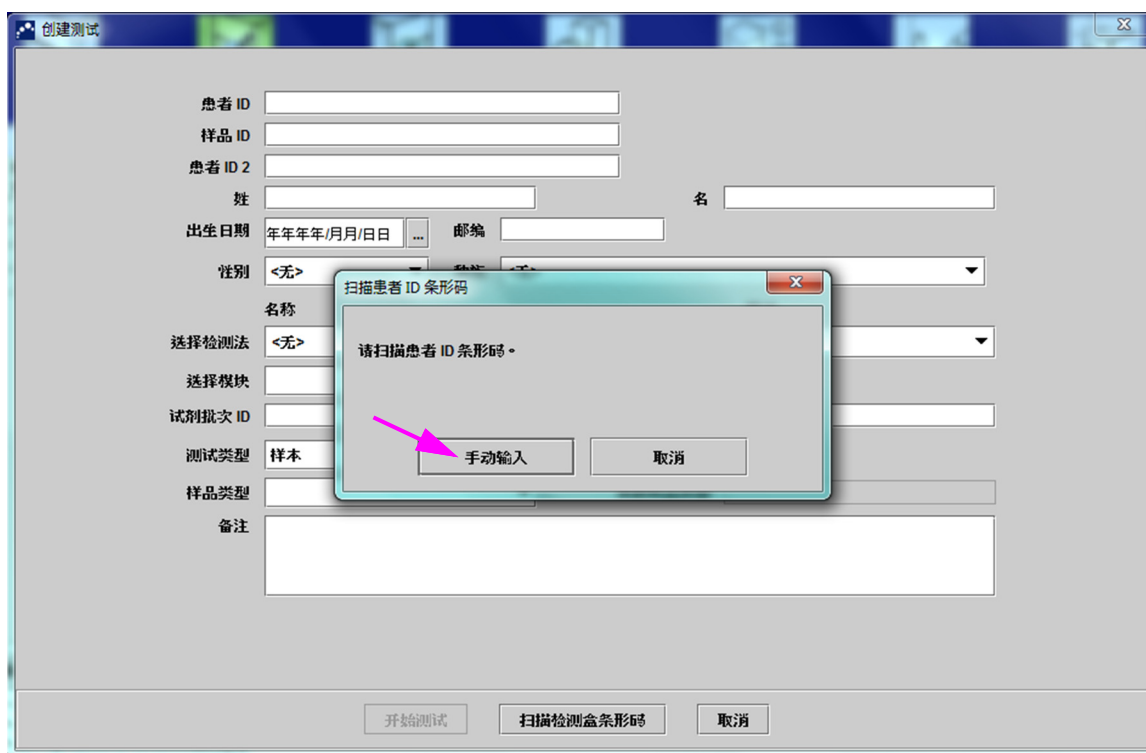 创建测试
患者 ID
样品 ID
患者 ID 2
姓 名
出生日期 年年年年/月月/日日 ... 邮编
性别 <无>
扫描患者 ID 条形码
名称
选择检测法 <无>
请扫描患者 ID 条形码。
选择模块
试剂批次 ID
测试类型 样本
手动输入 取消
样品类型
备注
开始测试 扫描检测盒条形码 取消